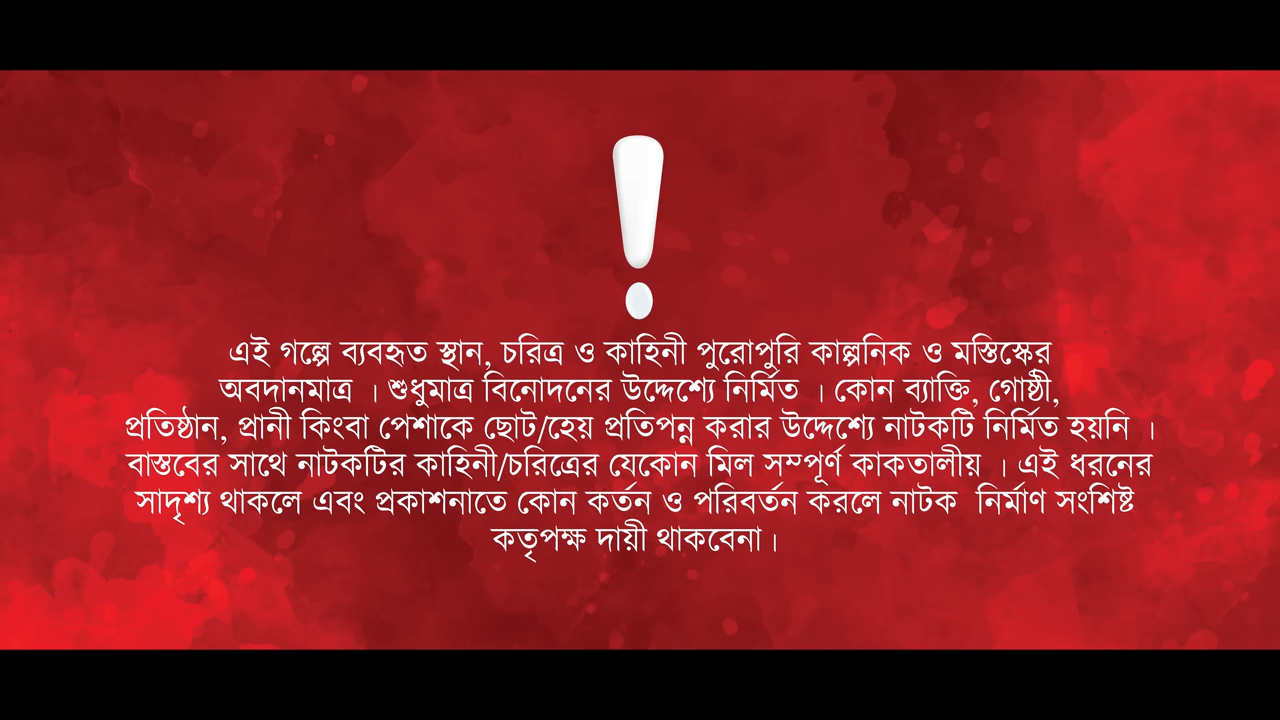 এই গল্পে ব্যবহৃত স্থান, চরিত্র ও কাহিনী পুরোপুরি কাল্পনিক ও মস্তিস্কের
অবদানমাত্র । শুধুমাত্র বিনোদনের উদ্দেশ্যে নির্মিত । কোন ব্যাক্তি, গোষ্ঠী,
প্রতিষ্ঠান, প্রানী কিংবা পেশাকে ছোট/হেয় প্রতিপন্ন করার উদ্দেশ্যে নাটকটি নির্মিত হয়নি ।
বাস্তবের সাথে নাটকটির কাহিনী/চরিত্রের যেকোন মিল সম্পূর্ণ কাকতালীয় । এই ধরনের
সাদৃশ্য থাকলে এবং প্রকাশনাতে কোন কর্তন ও পরিবর্তন করলে নাটক নির্মাণ সংশিষ্ট
কতৃপক্ষ দায়ী থাকবেনা।